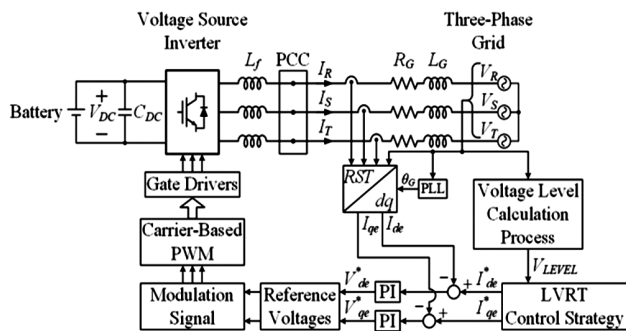 Voltage Source
Inverter
Three-Phase
Grid
L_f
PCC
I_R
R_G
L_G
V_R
I_S
V_S
I_T
V_T
Battery
+
V_DC
−
C_DC
Gate Drivers
RST
dq
θ_G
PLL
Voltage Level
Calculation
Process
Carrier-Based
PWM
I_qe
I_de
V_LEVEL
Modulation
Signal
Reference
Voltages
V*_de
PI
−
+
I*_de
V*_qe
PI
−
+
I*_qe
LVRT
Control Strategy